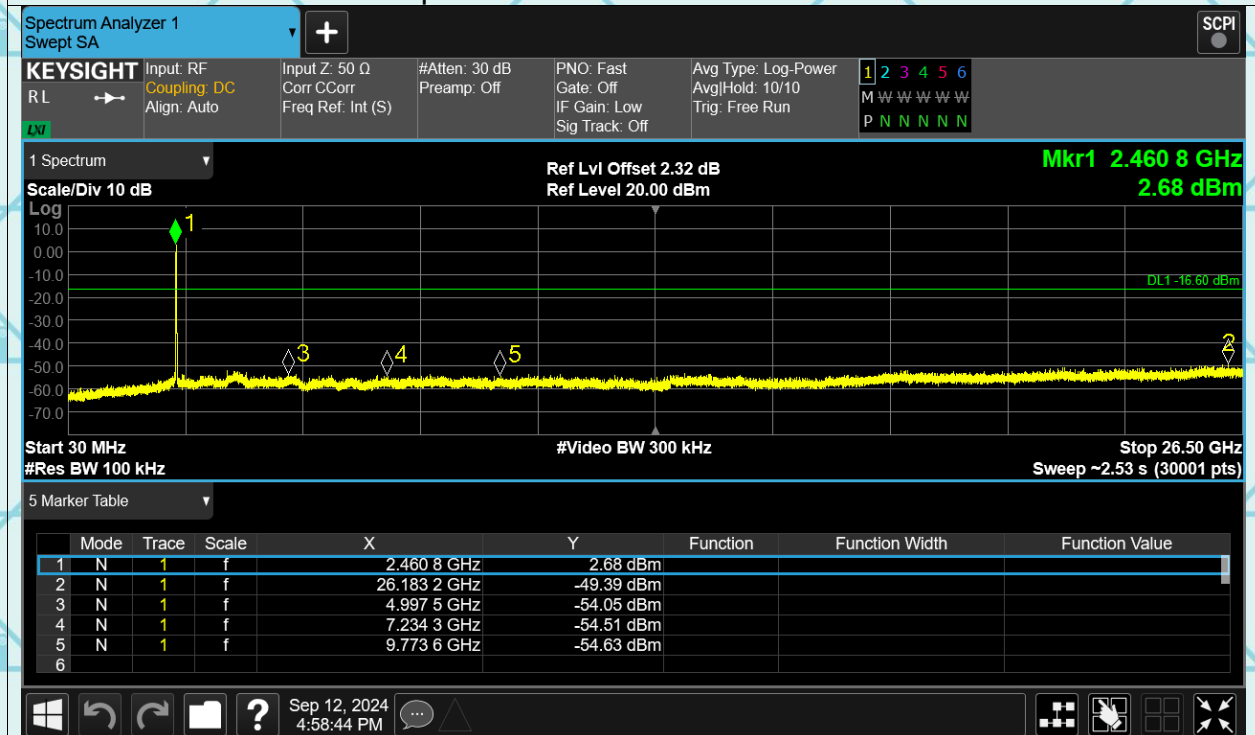 Spectrum Analyzer 1
Swept SA
+
SCPI
KEYSIGHT
RL
LXI
Input: RF
Coupling: DC
Align: Auto
Input Z: 50 Ω
Corr CCorr
Freq Ref: Int (S)
#Atten: 30 dB
Preamp: Off
PNO: Fast
Gate: Off
IF Gain: Low
Sig Track: Off
Avg Type: Log-Power
Avg|Hold: 10/10
Trig: Free Run
1 2 3 4 5 6
M W W W W W W
P N N N N N N
1 Spectrum
Scale/Div 10 dB
Ref Lvl Offset 2.32 dB
Ref Level 20.00 dBm
Mkr1 2.460 8 GHz
2.68 dBm
Log
10.0
0.00
-10.0
-20.0
-30.0
-40.0
-50.0
-60.0
-70.0
1
DL1 -16.60 dBm
3
4
5
2
Start 30 MHz
#Res BW 100 kHz
#Video BW 300 kHz
Stop 26.50 GHz
Sweep ~2.53 s (30001 pts)
5 Marker Table
Mode Trace Scale X Y Function Function Width Function Value
1 N 1 f 2.460 8 GHz 2.68 dBm
2 N 1 f 26.183 2 GHz -49.39 dBm
3 N 1 f 4.997 5 GHz -54.05 dBm
4 N 1 f 7.234 3 GHz -54.51 dBm
5 N 1 f 9.773 6 GHz -54.63 dBm
6
?
Sep 12, 2024
4:58:44 PM